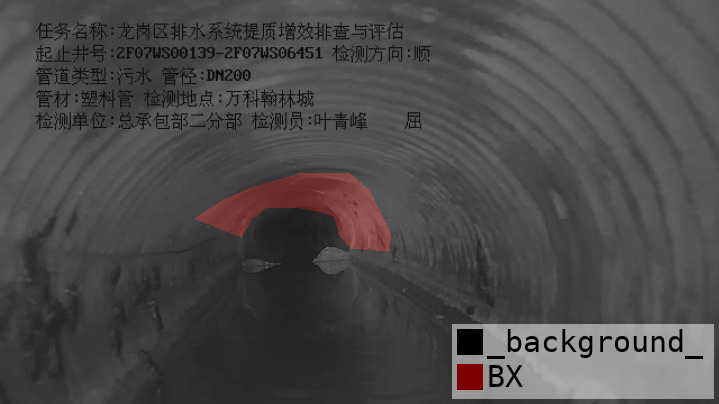 任务名称:龙岗区排水系统提质增效排查与评估
起止井号:2F07WS00139-2F07WS06451 检测方向:顺
管道类型:污水 管径:DN200
管材:塑料管 检测地点:万科翰林城
检测单位:总承包部二分部 检测员:叶青峰 屈
_background_
BX